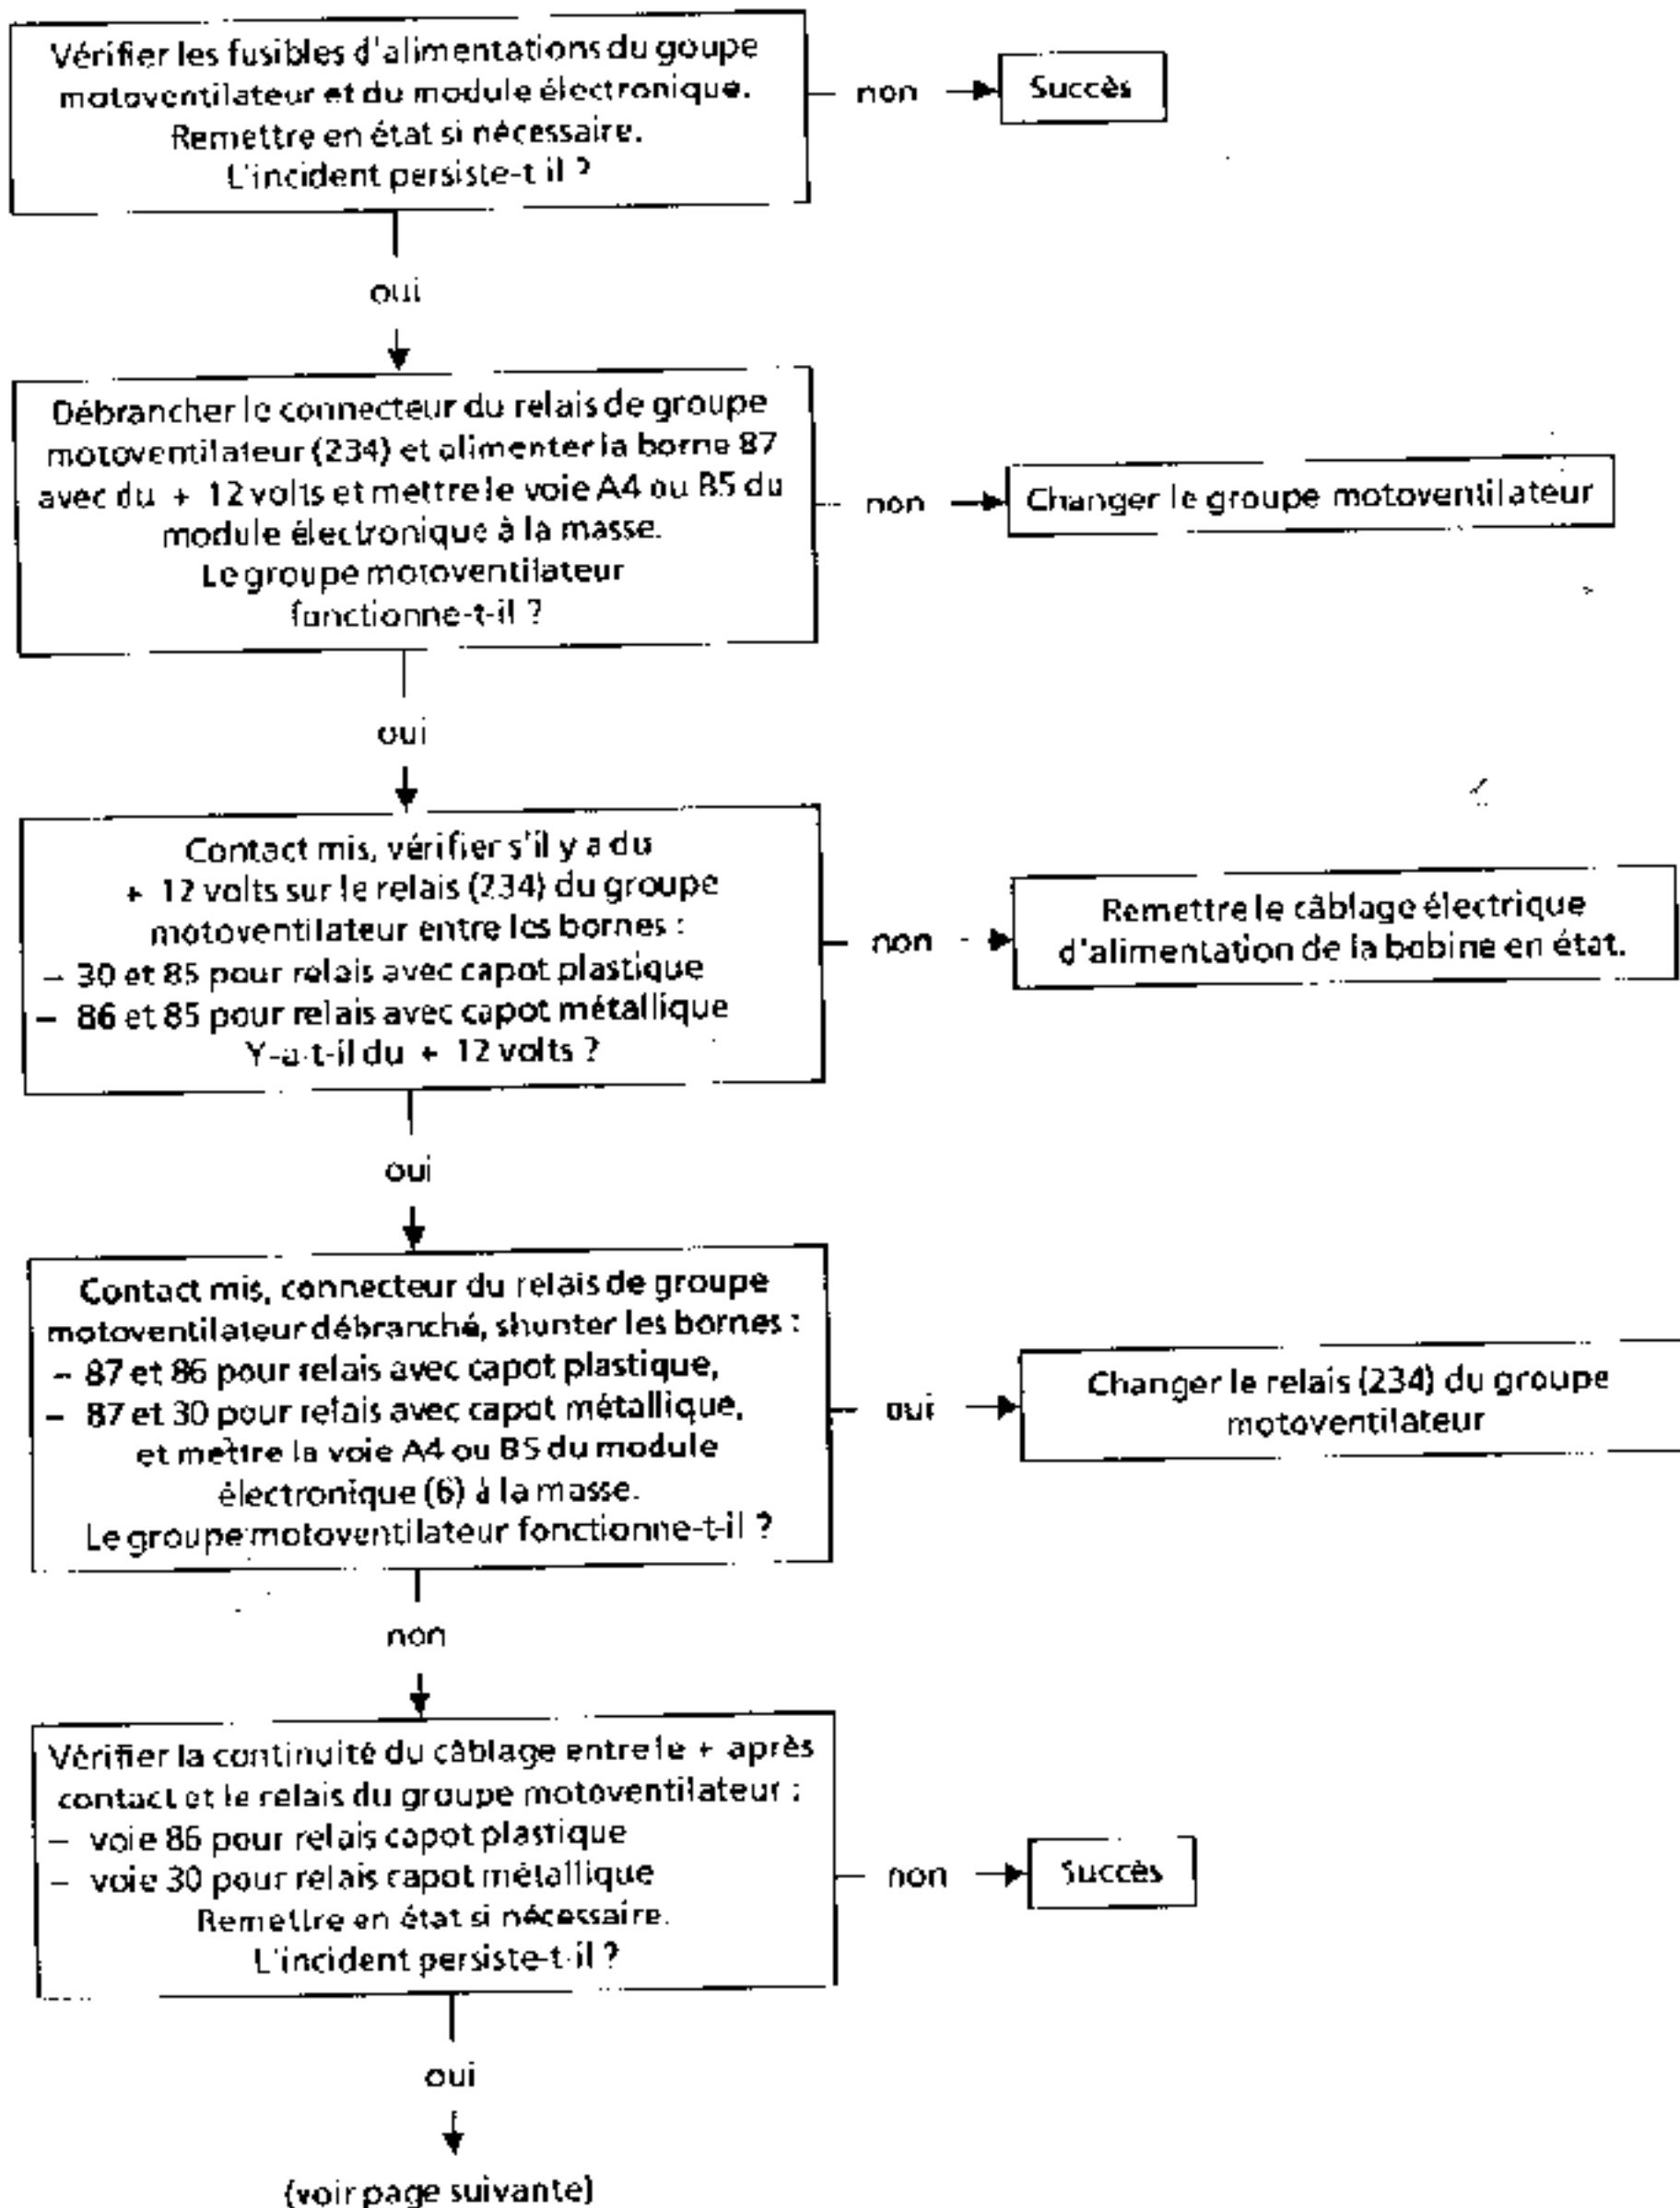 Vérifier les fusibles d'alimentations du goupe
motoventilateur et du module électronique.
Remettre en état si nécessaire.
L'incident persiste-t il ?
non
Succès
oui
Débrancher le connecteur du relais de groupe
motoventilateur (234) et alimenter la borne 87
avec du + 12 volts et mettre le voie A4 ou B5 du
module électronique à la masse.
Le groupe motoventilateur
fonctionne-t-il ?
non
Changer le groupe motoventilateur
oui
Contact mis, vérifier s'il y a du
+ 12 volts sur le relais (234) du groupe
motoventilateur entre les bornes :
– 30 et 85 pour relais avec capot plastique
– 86 et 85 pour relais avec capot métallique
Y-a-t-il du + 12 volts ?
non
Remettre le câblage électrique
d'alimentation de la bobine en état.
oui
Contact mis, connecteur du relais de groupe
motoventilateur débranché, shunter les bornes :
– 87 et 86 pour relais avec capot plastique,
– 87 et 30 pour relais avec capot métallique,
et mettre la voie A4 ou B5 du module
électronique (6) à la masse.
Le groupe motoventilateur fonctionne-t-il ?
oui
Changer le relais (234) du groupe
motoventilateur
non
Vérifier la continuité du câblage entre le + après
contact et le relais du groupe motoventilateur :
– voie 86 pour relais capot plastique
– voie 30 pour relais capot métallique
Remettre en état si nécessaire.
L'incident persiste-t-il ?
non
Succès
oui
(voir page suivante)